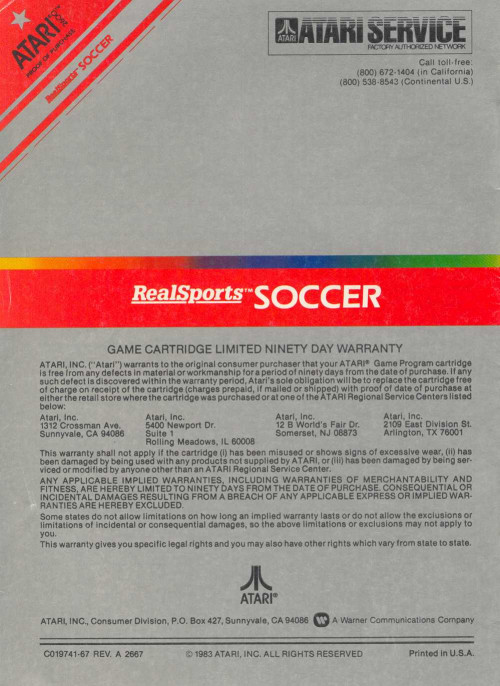 ATARI®
PROOF OF PURCHASE
RealSports™ SOCCER
ATARI
ATARI SERVICE
FACTORY AUTHORIZED NETWORK
Call toll-free:
(800) 672-1404 (in California)
(800) 538-8543 (Continental U.S.)
RealSports™ SOCCER
GAME CARTRIDGE LIMITED NINETY DAY WARRANTY
ATARI, INC. ("Atari") warrants to the original consumer purchaser that your ATARI® Game Program cartridge
is free from any defects in material or workmanship for a period of ninety days from the date of purchase. If any
such defect is discovered within the warranty period, Atari's sole obligation will be to replace the cartridge free
of charge on receipt of the cartridge (charges prepaid, if mailed or shipped) with proof of date of purchase at
either the retail store where the cartridge was purchased or at one of the ATARI Regional Service Centers listed
below:
Atari, Inc.
1312 Crossman Ave.
Sunnyvale, CA 94086
Atari, Inc.
5400 Newport Dr.
Suite 1
Rolling Meadows, IL 60008
Atari, Inc.
12 B World's Fair Dr.
Somerset, NJ 08873
Atari, Inc.
2109 East Division St.
Arlington, TX 76001
This warranty shall not apply if the cartridge (i) has been misused or shows signs of excessive wear, (ii) has
been damaged by being used with any products not supplied by ATARI, or (iii) has been damaged by being ser-
viced or modified by anyone other than an ATARI Regional Service Center.
ANY APPLICABLE IMPLIED WARRANTIES, INCLUDING WARRANTIES OF MERCHANTABILITY AND
FITNESS, ARE HEREBY LIMITED TO NINETY DAYS FROM THE DATE OF PURCHASE. CONSEQUENTIAL OR
INCIDENTAL DAMAGES RESULTING FROM A BREACH OF ANY APPLICABLE EXPRESS OR IMPLIED WAR-
RANTIES ARE HEREBY EXCLUDED.
Some states do not allow limitations on how long an implied warranty lasts or do not allow the exclusions or
limitations of incidental or consequential damages, so the above limitations or exclusions may not apply to
you.
This warranty gives you specific legal rights and you may also have other rights which vary from state to state.
ATARI®
ATARI, INC., Consumer Division, P.O. Box 427, Sunnyvale, CA 94086 A Warner Communications Company
C019741-67 REV. A 2667
© 1983 ATARI, INC. ALL RIGHTS RESERVED
Printed in U.S.A.